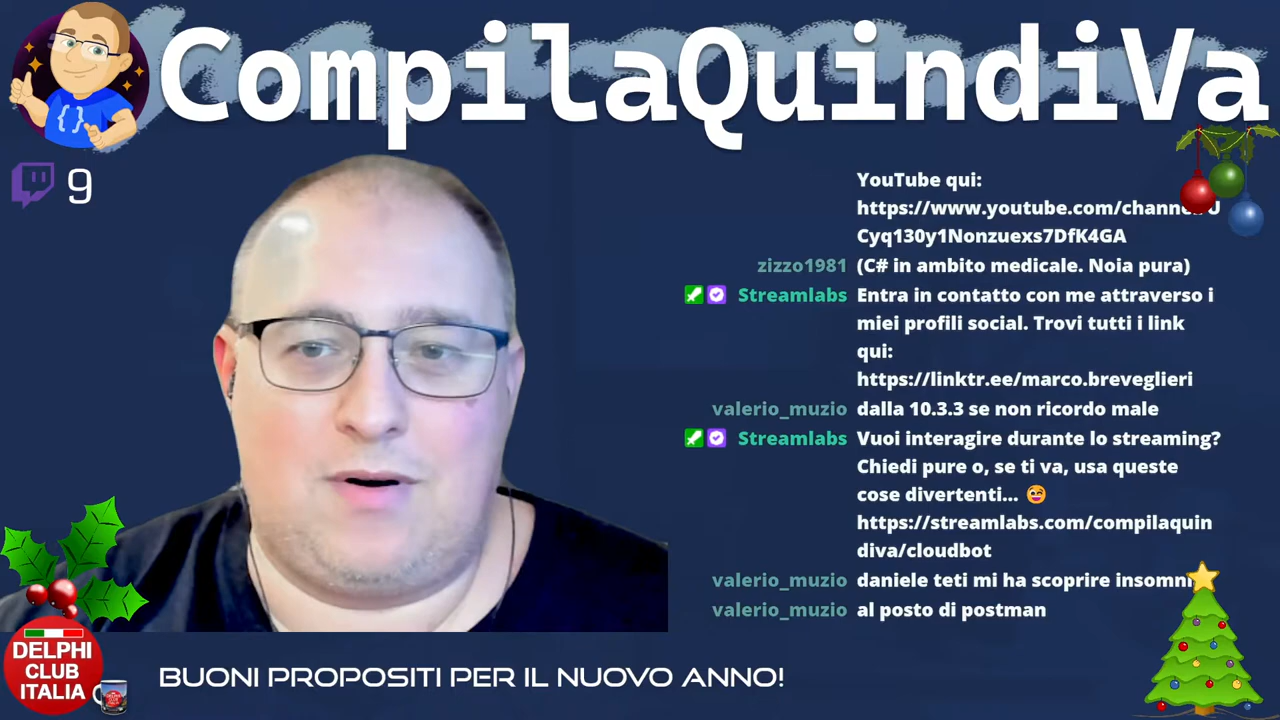 CompilaQuindiVa
{ }
9
YouTube qui:
https://www.youtube.com/channel/U
Cyq130y1Nonzuexs7DfK4GA
zizzo1981 (C# in ambito medicale. Noia pura)
Streamlabs Entra in contatto con me attraverso i
miei profili social. Trovi tutti i link
qui:
https://linktr.ee/marco.breveglieri
valerio_muzio dalla 10.3.3 se non ricordo male
Streamlabs Vuoi interagire durante lo streaming?
Chiedi pure o, se ti va, usa queste
cose divertenti...
https://streamlabs.com/compilaquin
diva/cloudbot
valerio_muzio daniele teti mi ha scoprire
valerio_muzio al posto di postman
DELPHI
CLUB
ITALIA
BUONI PROPOSITI PER IL NUOVO ANNO!